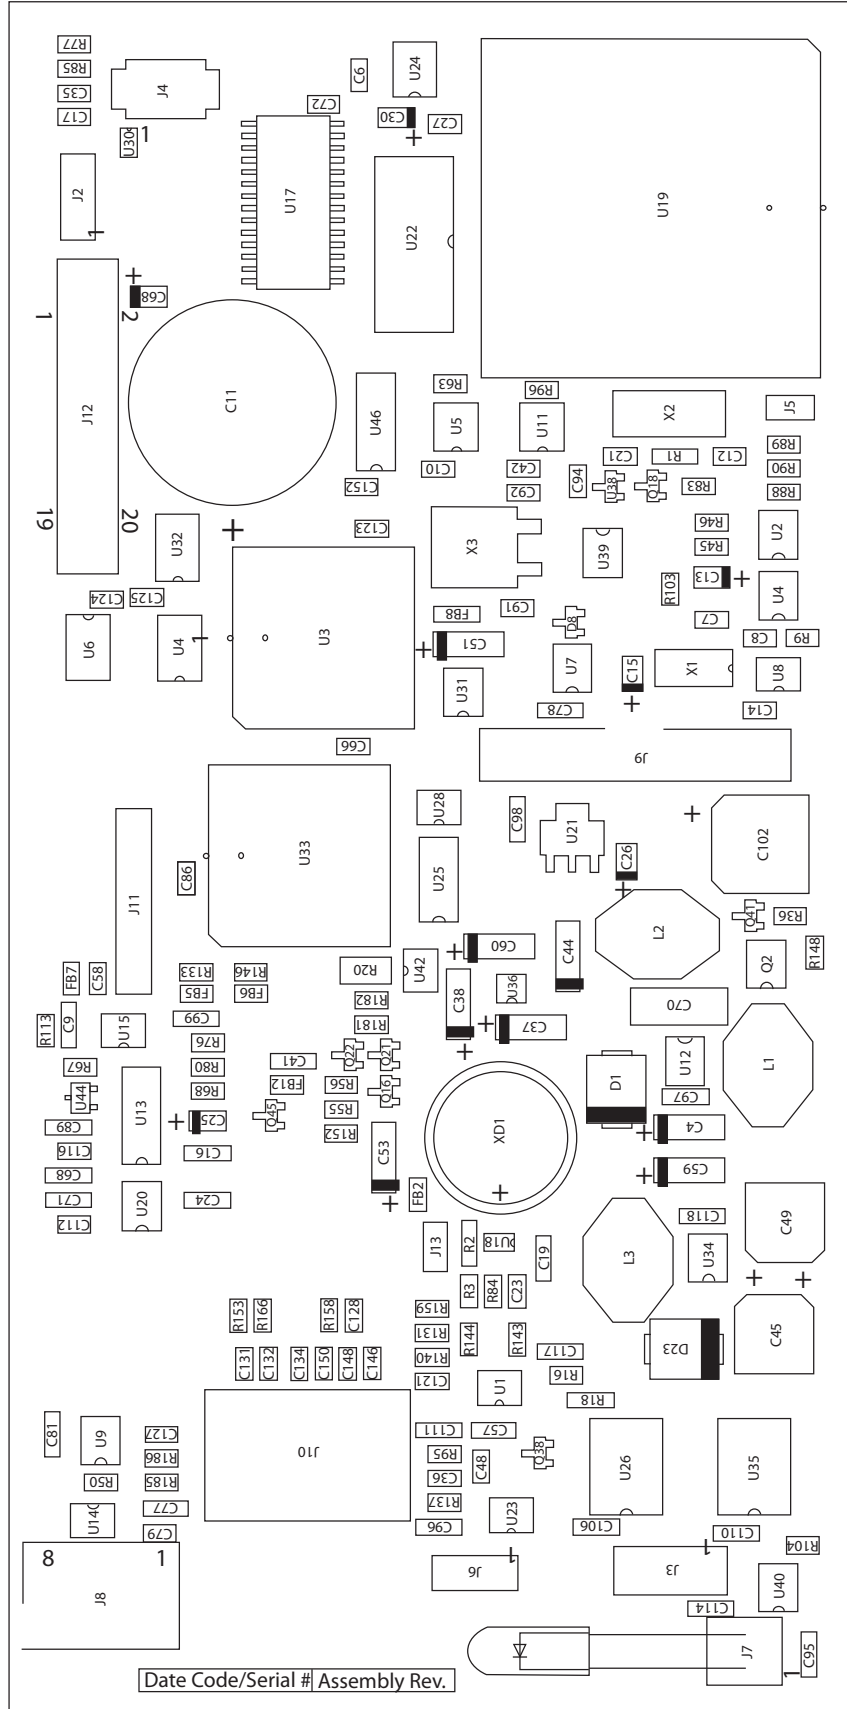 R77
R85
C35
C17
J4
U30
1
J2
1
C72
C6
U24
C30
+
C27
U17
U22
U19
+
C68
1
2
J12
19
20
C11
+
U46
C152
C123
R63
U5
C10
R96
U11
C42
C92
X2
J5
C21
R1
C12
C94
U38
Q18
R83
R89
R90
R88
R46
R45
U2
U32
X3
U39
C13
+
R103
U4
C124
C125
U6
U4
1
U3
FB8
C91
D8
C7
C8
R9
+
C51
U31
U7
C15
+
X1
U8
C78
C14
C66
J9
U33
U28
U25
C98
U21
C26
+
+
C102
C86
J11
L2
Q41
R36
Q2
R148
+
C60
C44
FB7
C58
R133
R146
FB5
FB6
R20
U42
C38
+
U36
C70
R182
R181
+
C37
R113
C9
U15
C99
R76
R80
R68
C41
FB12
Q22
Q21
R56
Q16
U12
L1
D1
C97
R67
U44
U13
+
C25
Q45
R55
R152
XD1
+
+
C4
C89
C116
C16
C53
+
+
C59
C68
C71
C112
U20
C24
FB2
C118
C49
+
J13
R2
U18
C19
L3
U34
R3
R84
C23
+
C45
R153
R166
R158
C128
R159
R131
R140
C121
R144
R143
C117
R16
R18
D23
C131
C132
C134
C150
C148
C146
U1
J10
C81
U9
C127
R186
R185
R50
C111
C57
R95
C36
R137
C96
C48
Q38
U26
U35
U14
C77
C79
U23
C106
C110
R104
8
1
J8
J6
1
J3
1
U40
C114
J7
1
C95
Date Code/Serial # Assembly Rev.